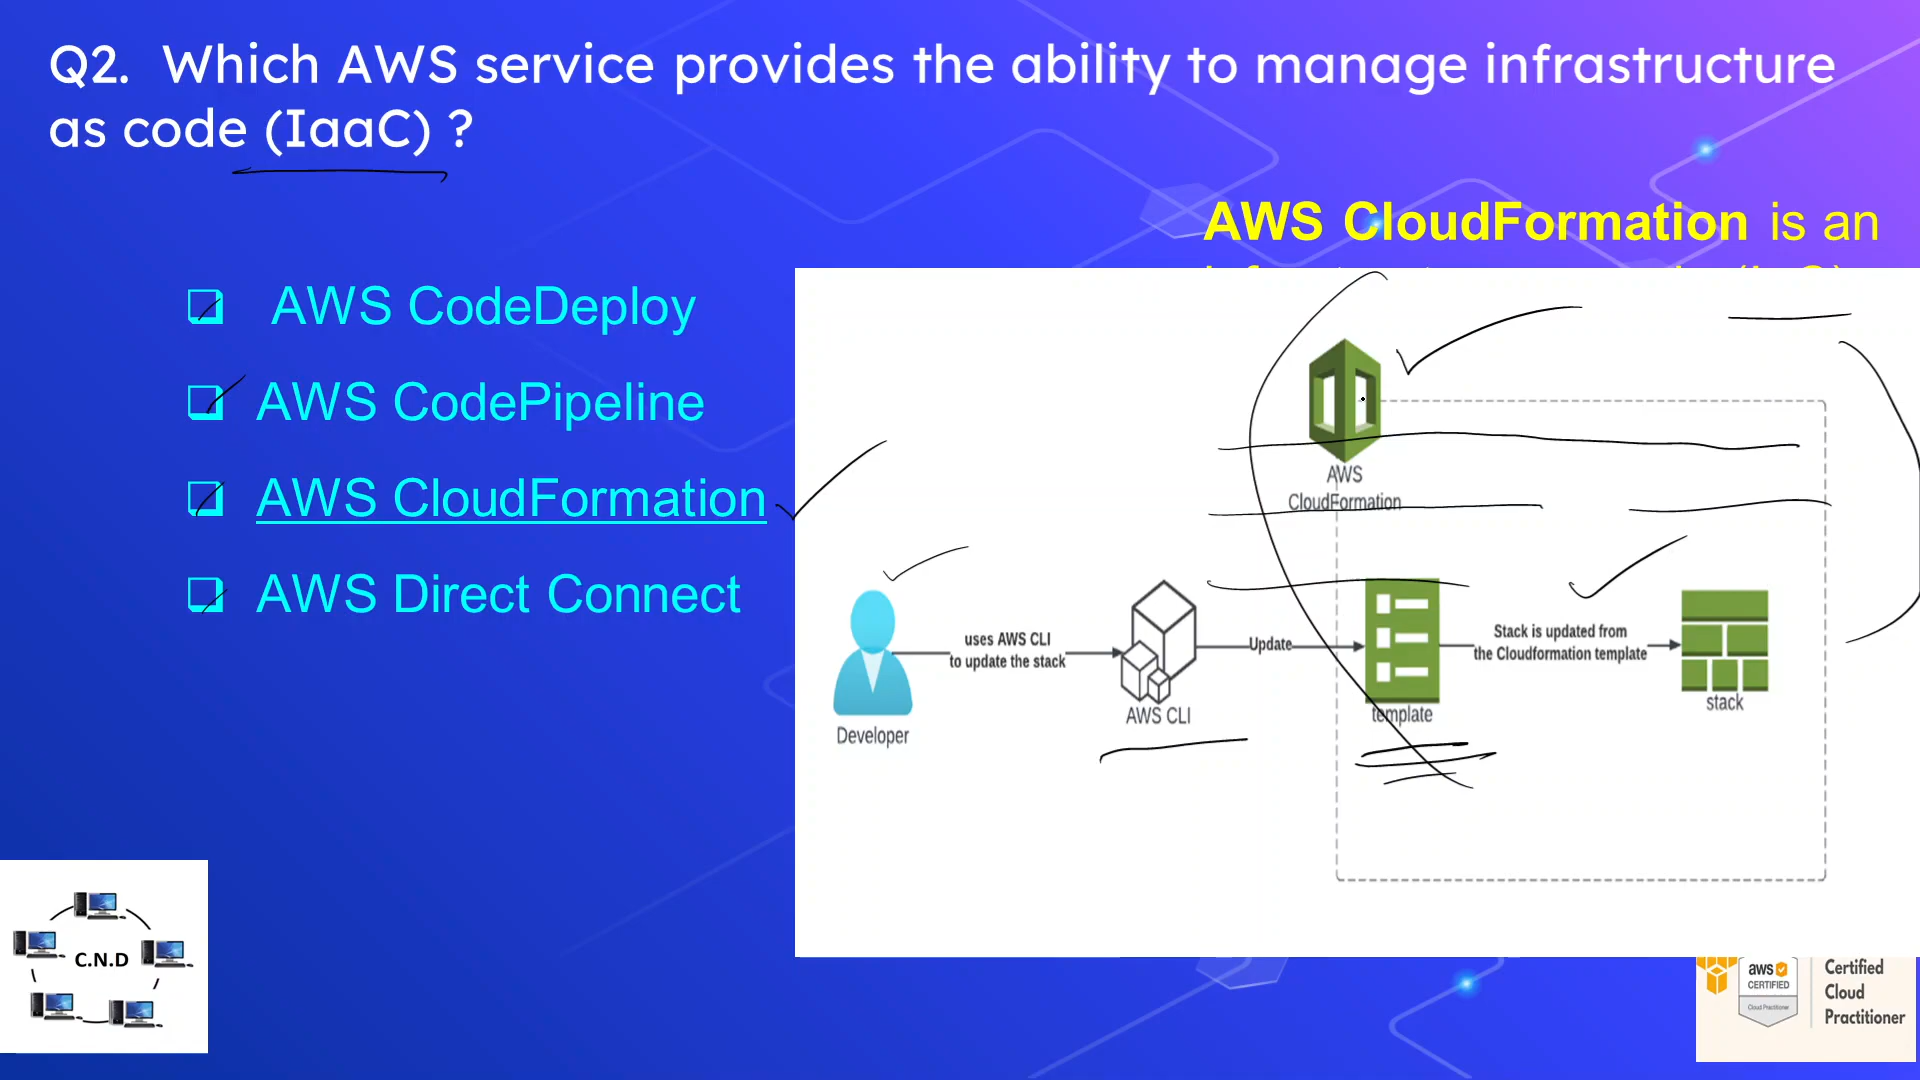 Q2. Which AWS service provides the ability to manage infrastructure
as code (IaaC) ?
AWS CloudFormation is an
AWS CodeDeploy
AWS CodePipeline
AWS CloudFormation
AWS Direct Connect
AWS
CloudFormation
uses AWS CLI
to update the stack
Update
Stack is updated from
the Cloudformation template
Developer
AWS CLI
template
stack
C.N.D
aws
CERTIFIED
Cloud Practitioner
Certified
Cloud
Practitioner